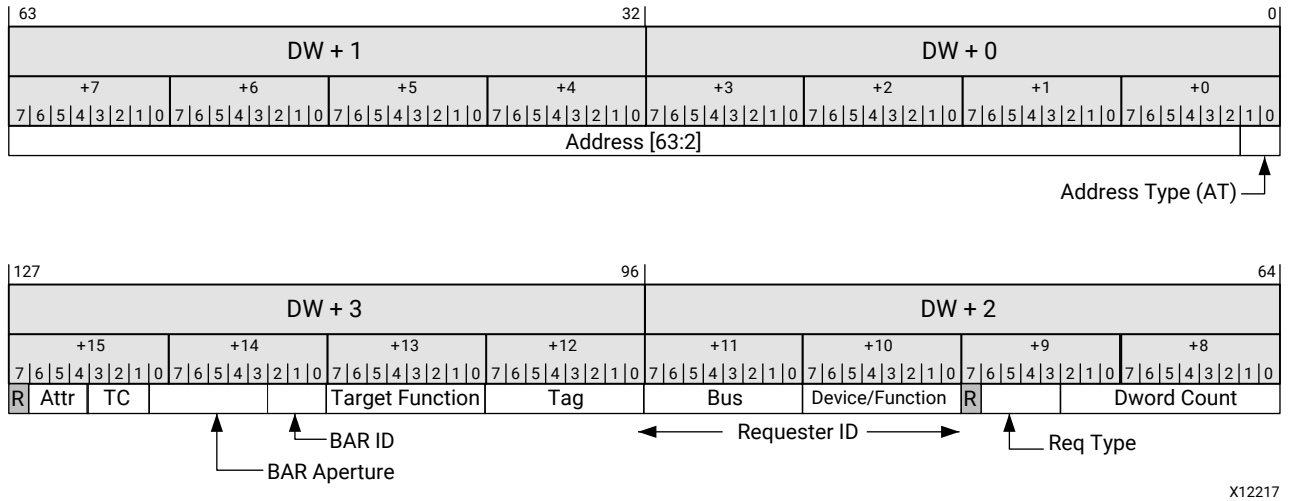 63 32 0
DW + 1 DW + 0
+7 +6 +5 +4 +3 +2 +1 +0
7 6 5 4 3 2 1 0 7 6 5 4 3 2 1 0 7 6 5 4 3 2 1 0 7 6 5 4 3 2 1 0 7 6 5 4 3 2 1 0 7 6 5 4 3 2 1 0 7 6 5 4 3 2 1 0 7 6 5 4 3 2 1 0
Address [63:2]
Address Type (AT)
127 96 64
DW + 3 DW + 2
+15 +14 +13 +12 +11 +10 +9 +8
7 6 5 4 3 2 1 0 7 6 5 4 3 2 1 0 7 6 5 4 3 2 1 0 7 6 5 4 3 2 1 0 7 6 5 4 3 2 1 0 7 6 5 4 3 2 1 0 7 6 5 4 3 2 1 0 7 6 5 4 3 2 1 0
R Attr TC Target Function Tag Bus Device/Function R Dword Count
BAR ID Requester ID Req Type
BAR Aperture
X12217